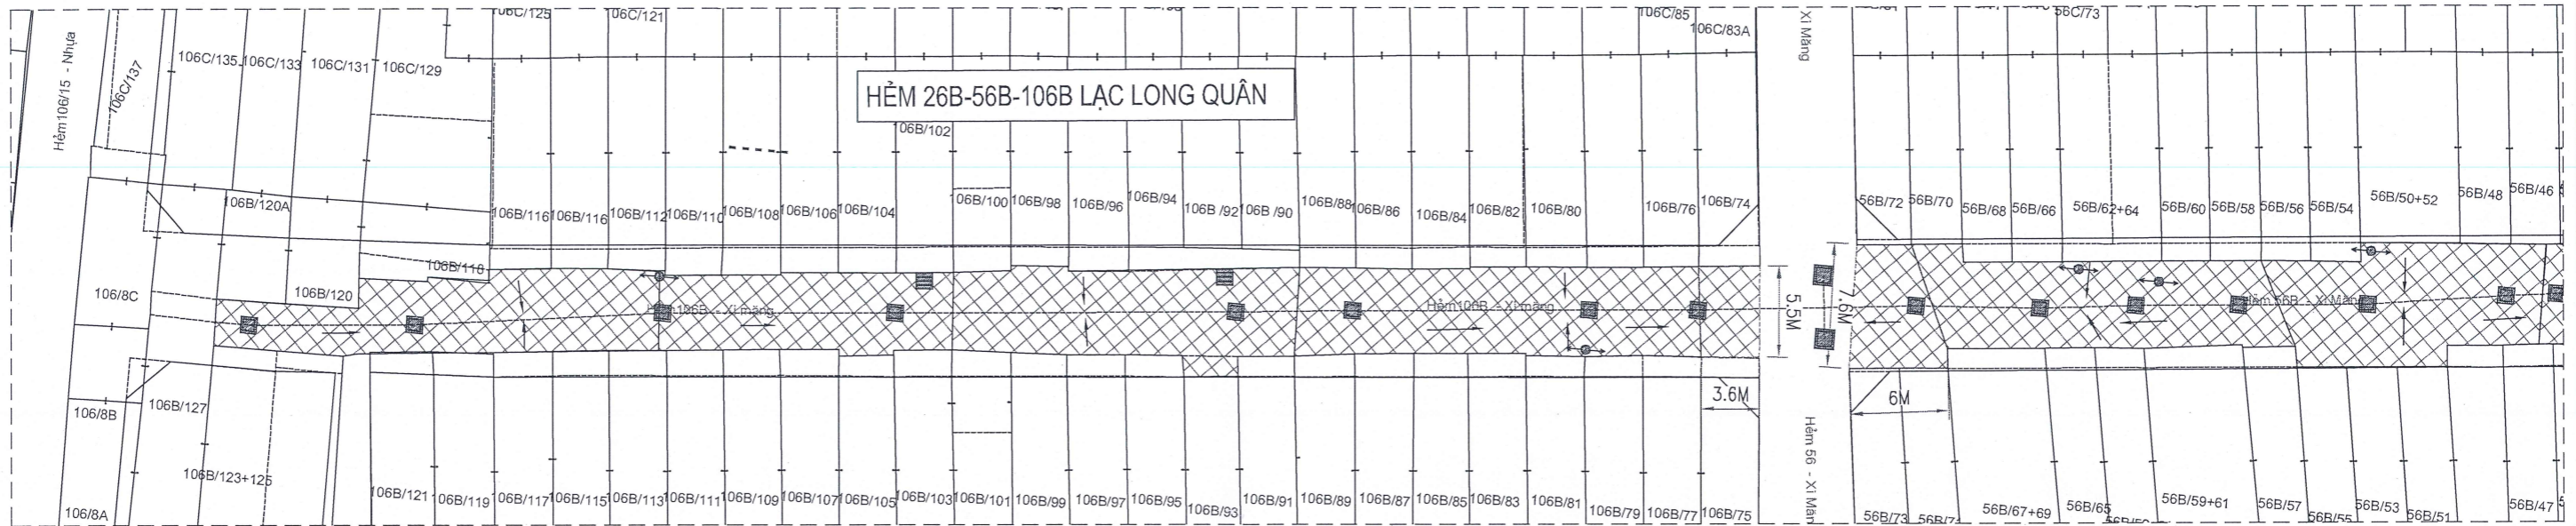 106C/125
106C/121
106C/85
106C/83A
56C/73
Xi Măng
Hẻm106/15 - Nhựa
106C/137
106C/135
106C/133
106C/131
106C/129
HẺM 26B-56B-106B LẠC LONG QUÂN
106B/102
106B/120A
106B/116
106B/116
106B/112
106B/110
106B/108
106B/106
106B/104
106B/100
106B/98
106B/96
106B/94
106B /92
106B /90
106B/88
106B/86
106B/84
106B/82
106B/80
106B/76
106B/74
56B/72
56B/70
56B/68
56B/66
56B/62+64
56B/60
56B/58
56B/56
56B/54
56B/50+52
56B/48
56B/46
106B/118
106/8C
106B/120
Hẻm106B - Xi măng
Hẻm106B - Xi măng
5.5M
7.6M
Hẻm 56B - Xi Măng
3.6M
6M
106/8B
106B/127
106B/123+125
106/8A
106B/121
106B/119
106B/117
106B/115
106B/113
106B/111
106B/109
106B/107
106B/105
106B/103
106B/101
106B/99
106B/97
106B/95
106B/93
106B/91
106B/89
106B/87
106B/85
106B/83
106B/81
106B/79
106B/77
106B/75
Hẻm 56 - Xi Măn
56B/73
56B/67+69
56B/65
56B/59+61
56B/57
56B/55
56B/53
56B/51
56B/47